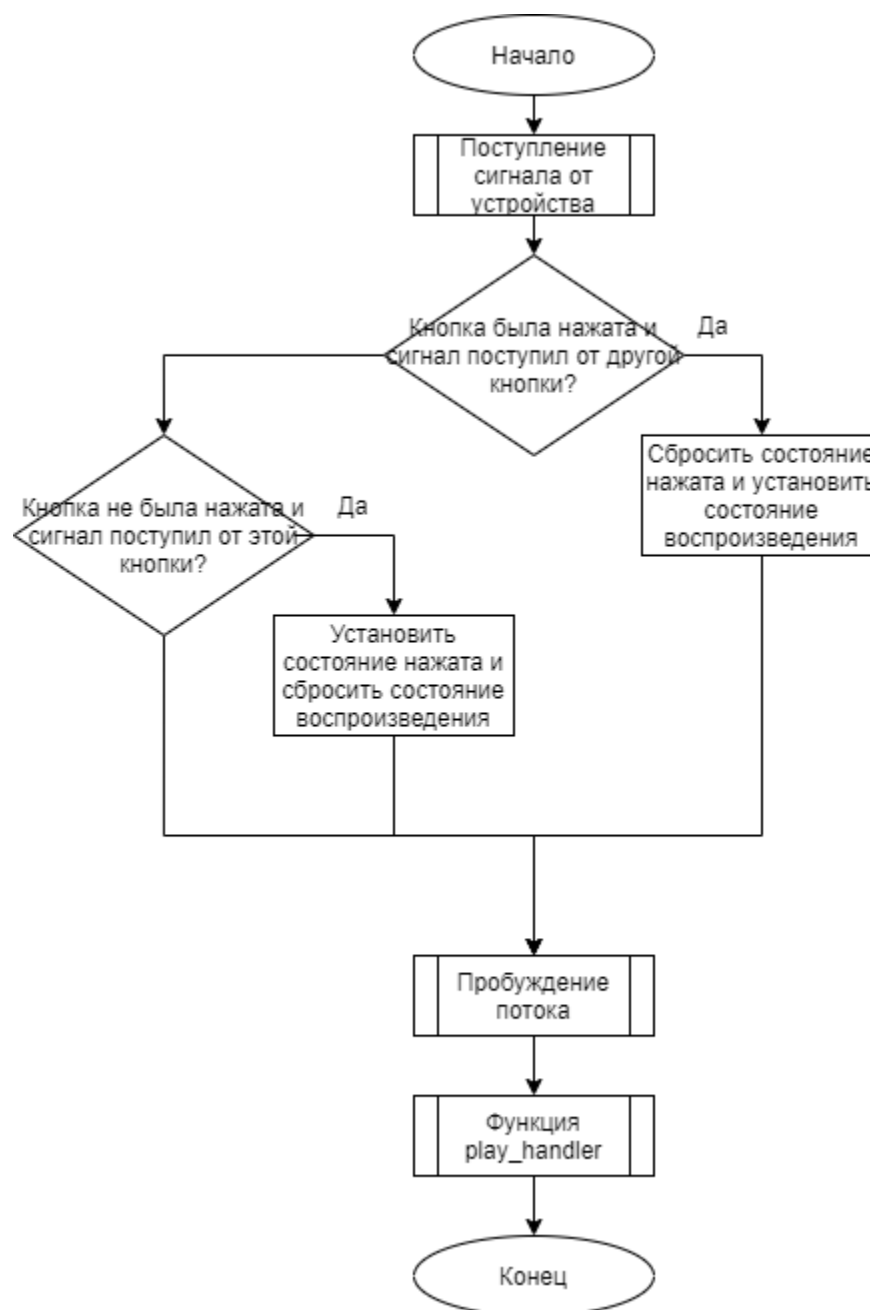 Начало
Поступление
сигнала от
устройства
Кнопка была нажата и
сигнал поступил от другой
кнопки?
Да
Сбросить состояние
нажата и установить
состояние
воспроизведения
Кнопка не была нажата и
сигнал поступил от этой
кнопки?
Да
Установить
состояние нажата и
сбросить состояние
воспроизведения
Пробуждение
потока
Функция
play_handler
Конец